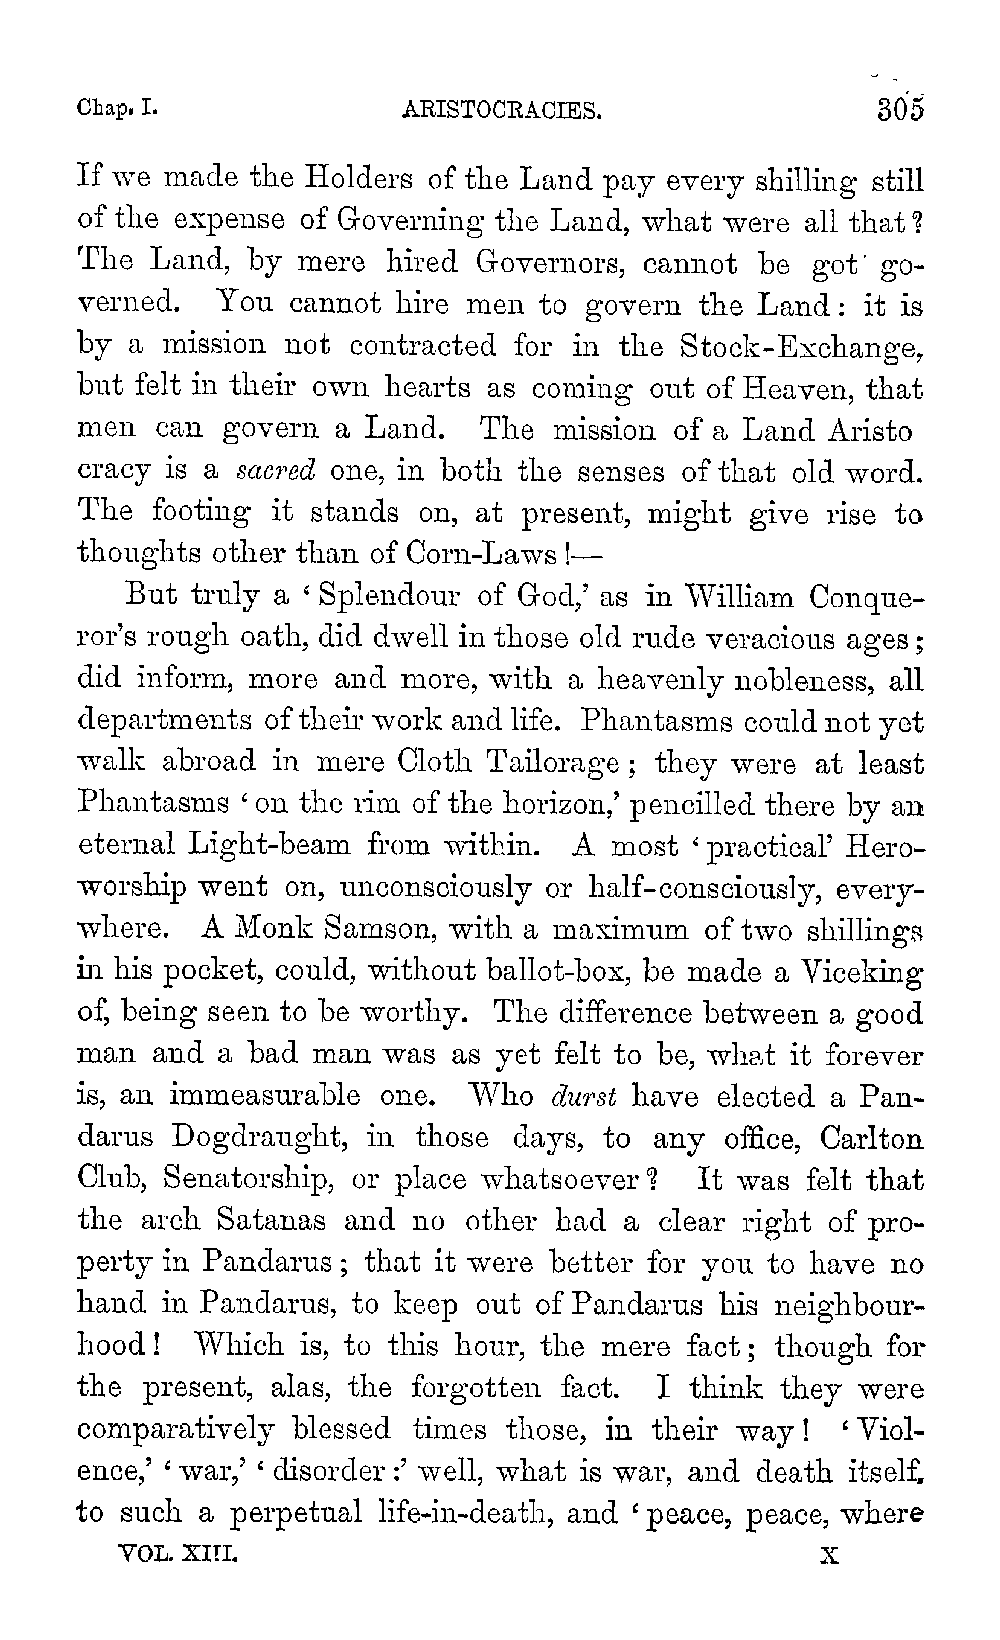 Chap. I. ARISTOCRACIES. 305
If we made the Holders of the Land pay every shilling still
of the expense of Governing the Land, what were all that?
The Land, by mere hired Governors, cannot be got go-
verned. You cannot hire men to govern the Land: it is
by a mission not contracted for in the Stock-Exchange,
but felt in their own hearts as coming out of Heaven, that
men can govern a Land. The mission of a Land Aristo
cracy is a sacred one, in both the senses of that old word.
The footing it stands on, at present, might give rise to
thoughts other than of Corn-Laws!—
But truly a ‘Splendour of God,’ as in William Conque-
ror’s rough oath, did dwell in those old rude veracious ages;
did inform, more and more, with a heavenly nobleness, all
departments of their work and life. Phantasms could not yet
walk abroad in mere Cloth Tailorage; they were at least
Phantasms ‘on the rim of the horizon,’ pencilled there by an
eternal Light-beam from within. A most ‘practical’ Hero-
worship went on, unconsciously or half-consciously, every-
where. A Monk Samson, with a maximum of two shillings
in his pocket, could, without ballot-box, be made a Viceking
of, being seen to be worthy. The difference between a good
man and a bad man was as yet felt to be, what it forever
is, an immeasurable one. Who durst have elected a Pan-
darus Dogdraught, in those days, to any office, Carlton
Club, Senatorship, or place whatsoever? It was felt that
the arch Satanas and no other had a clear right of pro-
perty in Pandarus; that it were better for you to have no
hand in Pandarus, to keep out of Pandarus his neighbour-
hood! Which is, to this hour, the mere fact; though for
the present, alas, the forgotten fact. I think they were
comparatively blessed times those, in their way! ‘Viol-
ence,’ ‘war,’ ‘disorder:’ well, what is war, and death itself,
to such a perpetual life-in-death, and ‘peace, peace, where
VOL. XIII. X